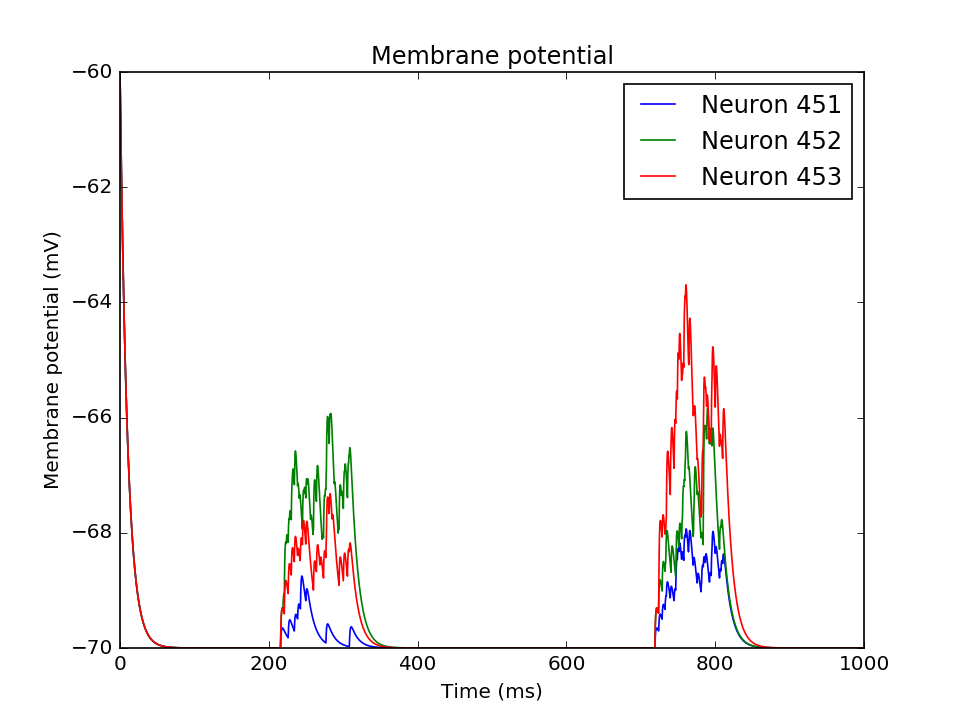 Membrane potential
−60
−62
−64
−66
−68
−70
Membrane potential (mV)
Neuron 451
Neuron 452
Neuron 453
0
200
400
600
800
1000
Time (ms)